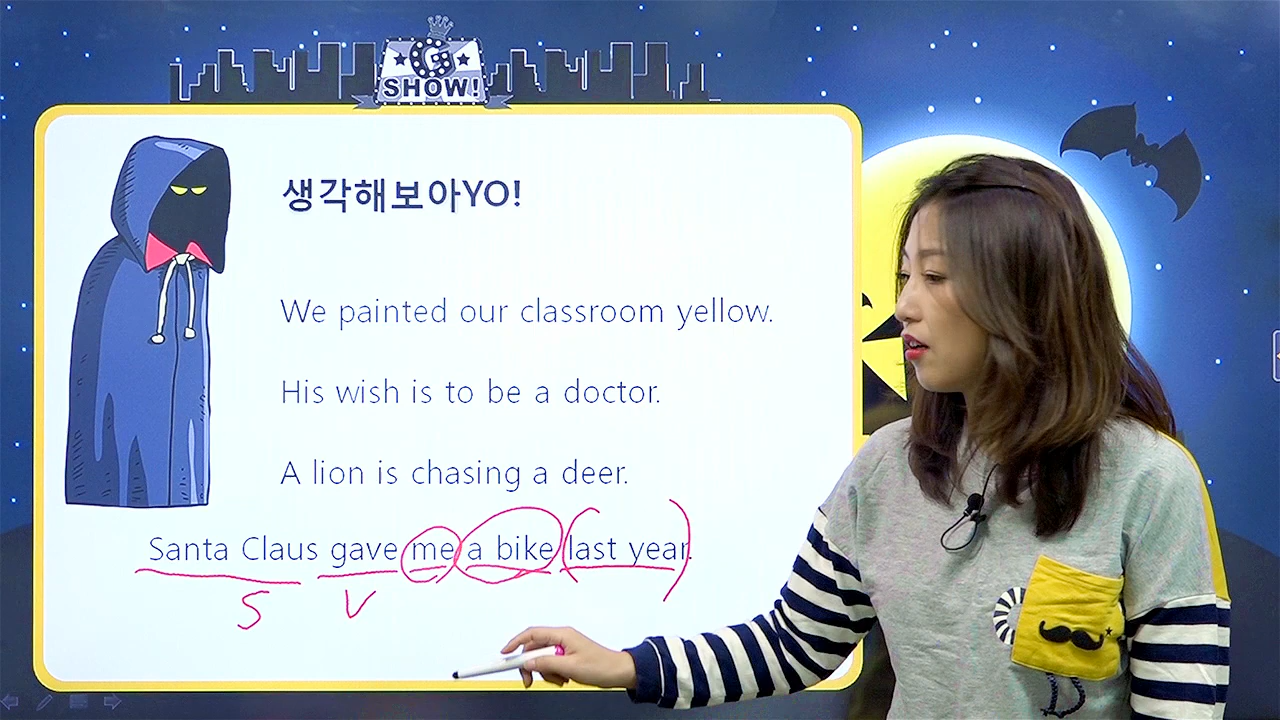 G
SHOW!
생각해보아YO!
We painted our classroom yellow.
His wish is to be a doctor.
A lion is chasing a deer.
Santa Claus gave me a bike last year.
S V